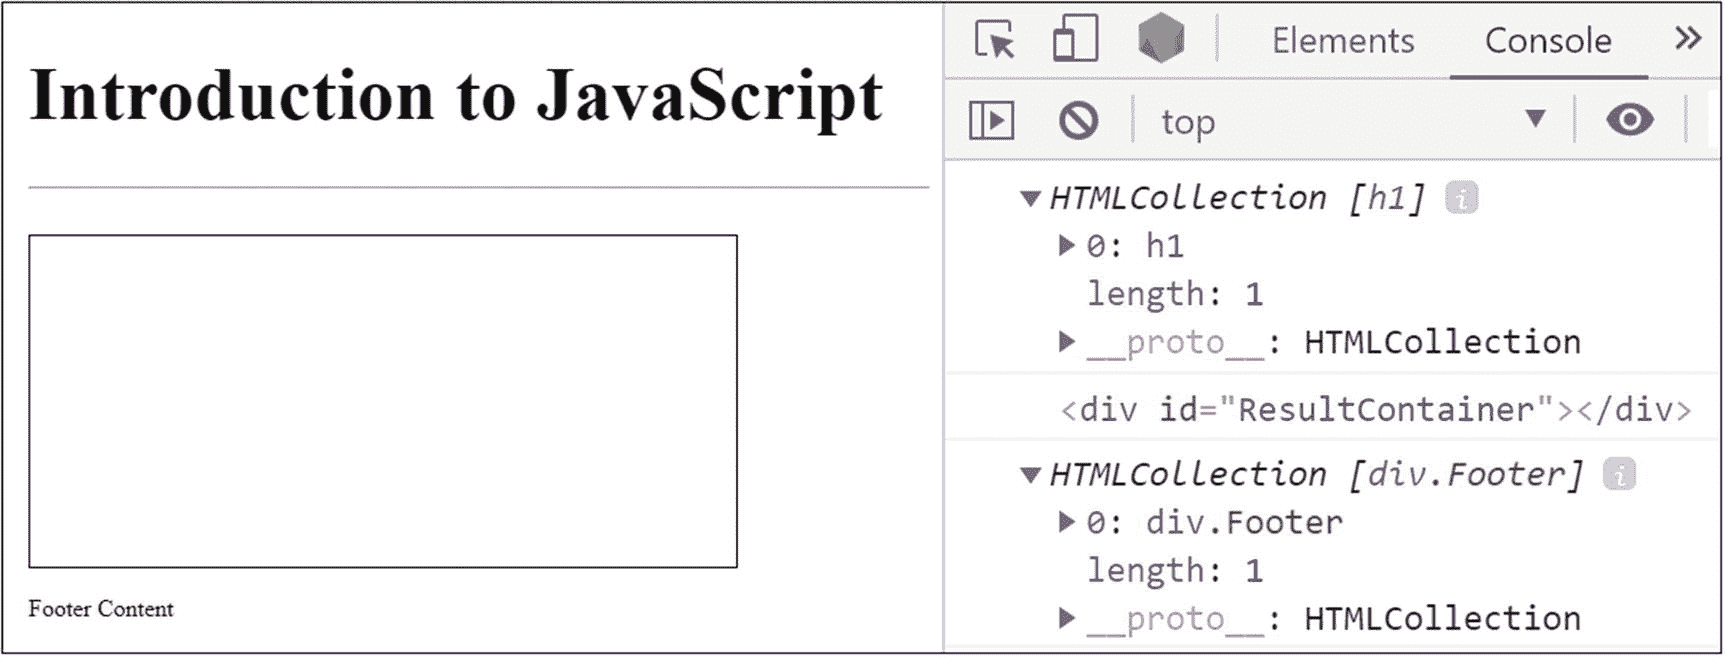 Introduction to JavaScript
Footer Content
Elements Console »
top
HTMLCollection [h1] i
0: h1
length: 1
__proto__: HTMLCollection
<div id="ResultContainer"></div>
HTMLCollection [div.Footer] i
0: div.Footer
length: 1
__proto__: HTMLCollection